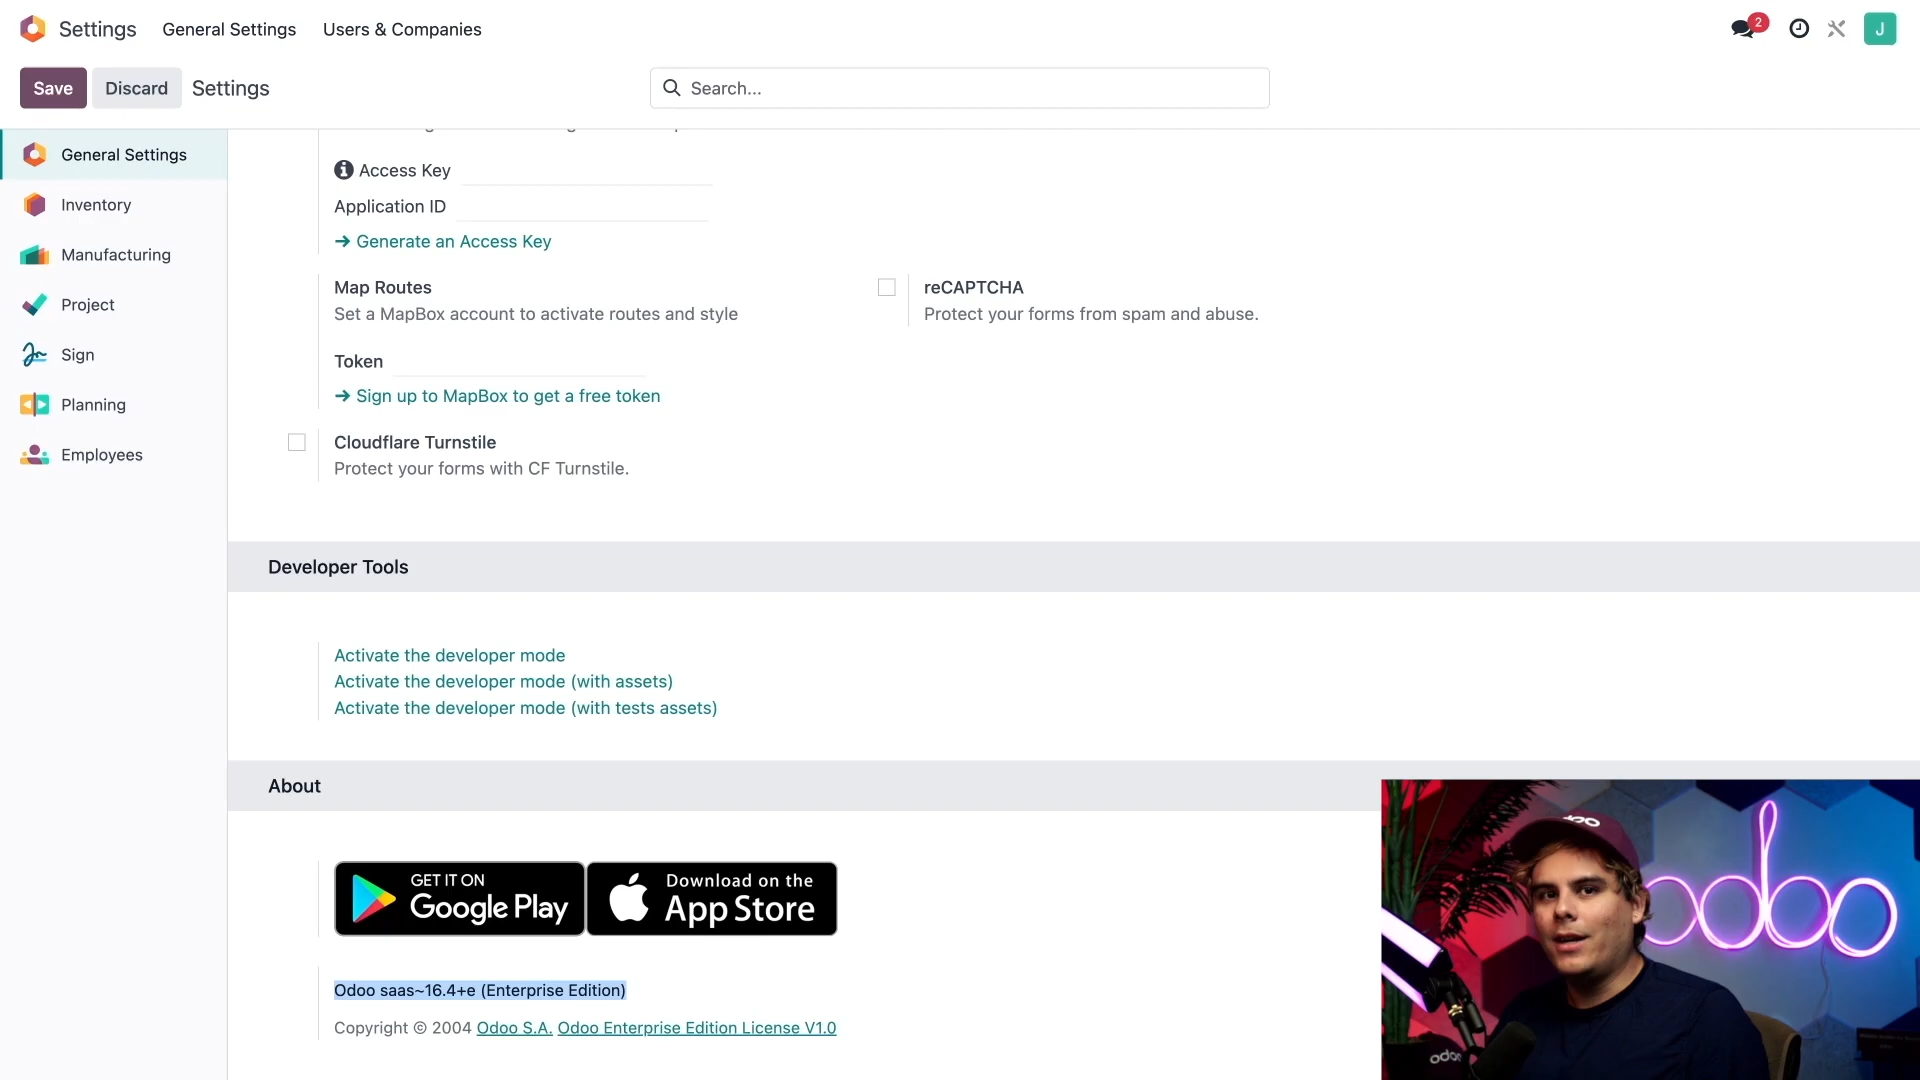 Settings
General Settings
Users & Companies
2
J
Save
Discard
Settings
Search...
General Settings
Inventory
Manufacturing
Project
Sign
Planning
Employees
Access Key
Application ID
Generate an Access Key
Map Routes
Set a MapBox account to activate routes and style
Token
Sign up to MapBox to get a free token
reCAPTCHA
Protect your forms from spam and abuse.
Cloudflare Turnstile
Protect your forms with CF Turnstile.
Developer Tools
Activate the developer mode
Activate the developer mode (with assets)
Activate the developer mode (with tests assets)
About
GET IT ON
Google Play
Download on the
App Store
Odoo saas~16.4+e (Enterprise Edition)
Copyright © 2004 Odoo S.A. Odoo Enterprise Edition License V1.0
odoo
odoo